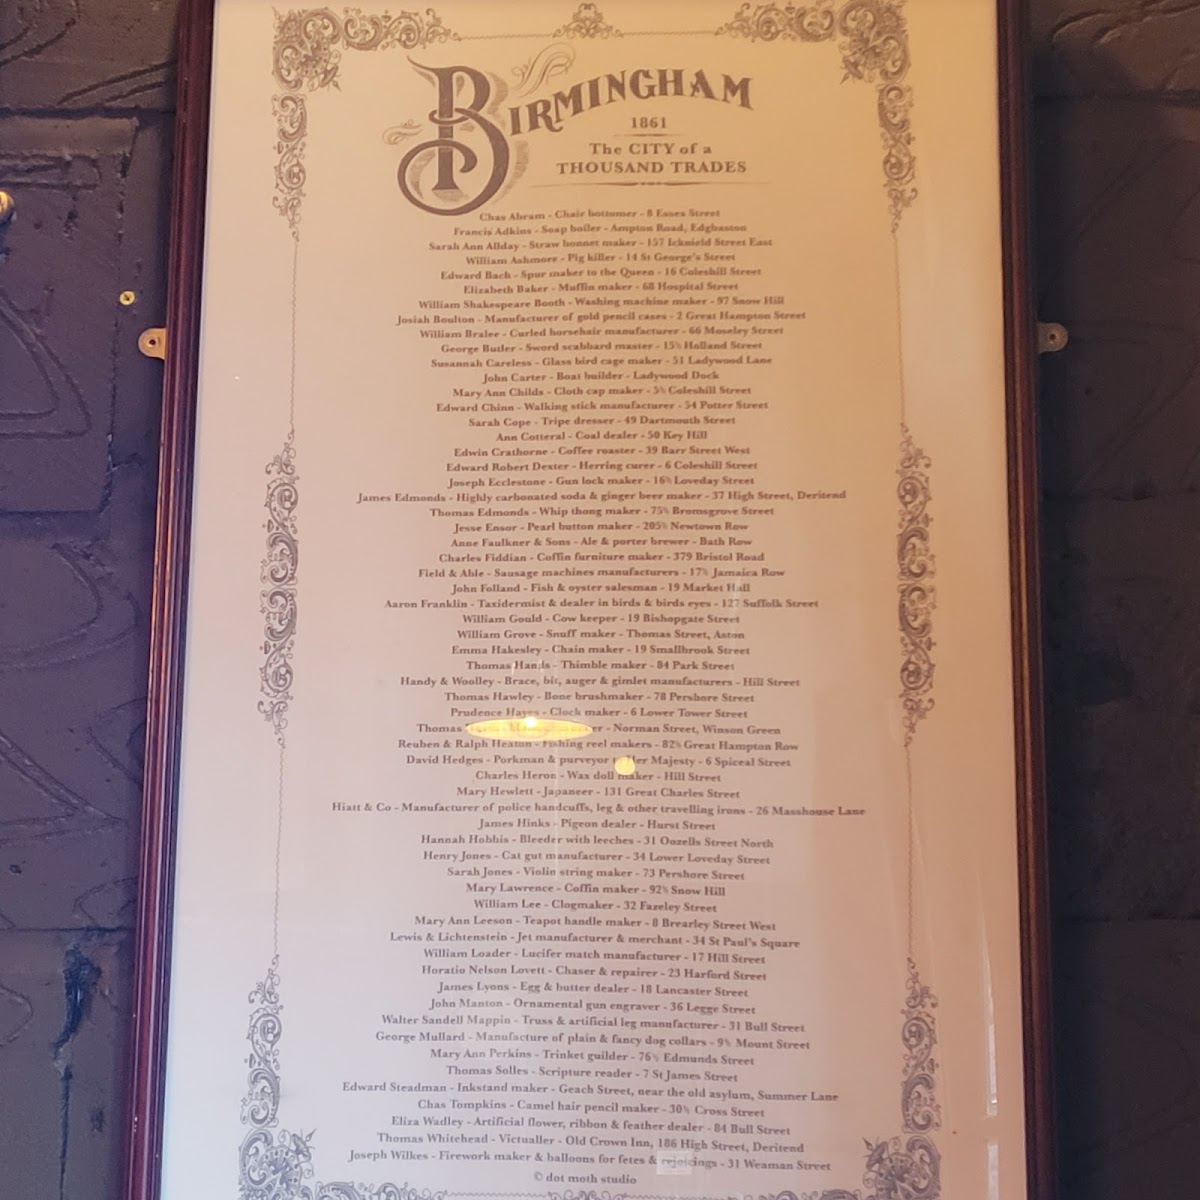 BIRMINGHAM
1861
The CITY of a
THOUSAND TRADES
Chas Abram - Chair bottomer - 8 Essex Street
Francis Adkins - Soap boiler - Ampton Road, Edgbaston
Sarah Ann Allday - Straw bonnet maker - 157 Icknield Street East
William Ashmore - Pig killer - 14 St George's Street
Edward Bach - Spur maker to the Queen - 16 Coleshill Street
Elizabeth Baker - Muffin maker - 68 Hospital Street
William Shakespeare Booth - Washing machine maker - 97 Snow Hill
Josiah Boulton - Manufacturer of gold pencil cases - 2 Great Hampton Street
William Bralee - Curled horsehair manufacturer - 66 Moseley Street
George Butler - Sword scabbard master - 15½ Holland Street
Susannah Careless - Glass bird cage maker - 51 Ladywood Lane
John Carter - Boat builder - Ladywood Dock
Mary Ann Childs - Cloth cap maker - 5½ Coleshill Street
Edward Chinn - Walking stick manufacturer - 54 Potter Street
Sarah Cope - Tripe dresser - 49 Dartmouth Street
Ann Cotteral - Coal dealer - 50 Key Hill
Edwin Crathorne - Coffee roaster - 39 Barr Street West
Edward Robert Dexter - Herring curer - 6 Coleshill Street
Joseph Ecclestone - Gun lock maker - 16½ Loveday Street
James Edmonds - Highly carbonated soda & ginger beer maker - 37 High Street, Deritend
Thomas Edmonds - Whip thong maker - 75½ Bromsgrove Street
Jesse Ensor - Pearl button maker - 205½ Newtown Row
Anne Faulkner & Sons - Ale & porter brewer - Bath Row
Charles Fiddian - Coffin furniture maker - 379 Bristol Road
Field & Able - Sausage machines manufacturers - 17½ Jamaica Row
John Folland - Fish & oyster salesman - 19 Market Hall
Aaron Franklin - Taxidermist & dealer in birds & birds eyes - 127 Suffolk Street
William Gould - Cow keeper - 19 Bishopgate Street
William Grove - Snuff maker - Thomas Street, Aston
Emma Hakesley - Chain maker - 19 Smallbrook Street
Thomas Hands - Thimble maker - 84 Park Street
Handy & Woolley - Brace, bit, auger & gimlet manufacturers - Hill Street
Thomas Hawley - Bone brushmaker - 78 Pershore Street
Prudence Hayes - Clock maker - 6 Lower Tower Street
Thomas - Norman Street, Winson Green
Reuben & Ralph Heaton - Fishing reel makers - 82½ Great Hampton Row
David Hedges - Porkman & purveyor to Her Majesty - 6 Spiceal Street
Charles Heron - Wax doll maker - Hill Street
Mary Hewlett - Japaneer - 131 Great Charles Street
Hiatt & Co - Manufacturer of police handcuffs, leg & other travelling irons - 26 Masshouse Lane
James Hinks - Pigeon dealer - Hurst Street
Hannah Hobbis - Bleeder with leeches - 31 Oozells Street North
Henry Jones - Cat gut manufacturer - 34 Lower Loveday Street
Sarah Jones - Violin string maker - 73 Pershore Street
Mary Lawrence - Coffin maker - 92½ Snow Hill
William Lee - Clogmaker - 32 Fazeley Street
Mary Ann Leeson - Teapot handle maker - 8 Brearley Street West
Lewis & Lichtenstein - Jet manufacturer & merchant - 34 St Paul's Square
William Loader - Lucifer match manufacturer - 17 Hill Street
Horatio Nelson Lovett - Chaser & repairer - 23 Harford Street
James Lyons - Egg & butter dealer - 18 Lancaster Street
John Manton - Ornamental gun engraver - 36 Legge Street
Walter Sandell Mappin - Truss & artificial leg manufacturer - 31 Bull Street
George Mullard - Manufacture of plain & fancy dog collars - 9½ Mount Street
Mary Ann Perkins - Trinket guilder - 76½ Edmunds Street
Thomas Solles - Scripture reader - 7 St James Street
Edward Steadman - Inkstand maker - Geach Street, near the old asylum, Summer Lane
Chas Tompkins - Camel hair pencil maker - 30½ Cross Street
Eliza Wadley - Artificial flower, ribbon & feather dealer - 84 Bull Street
Thomas Whitehead - Victualler - Old Crown Inn, 186 High Street, Deritend
Joseph Wilkes - Firework maker & balloons for fetes & rejoicings - 31 Weaman Street
© dot moth studio